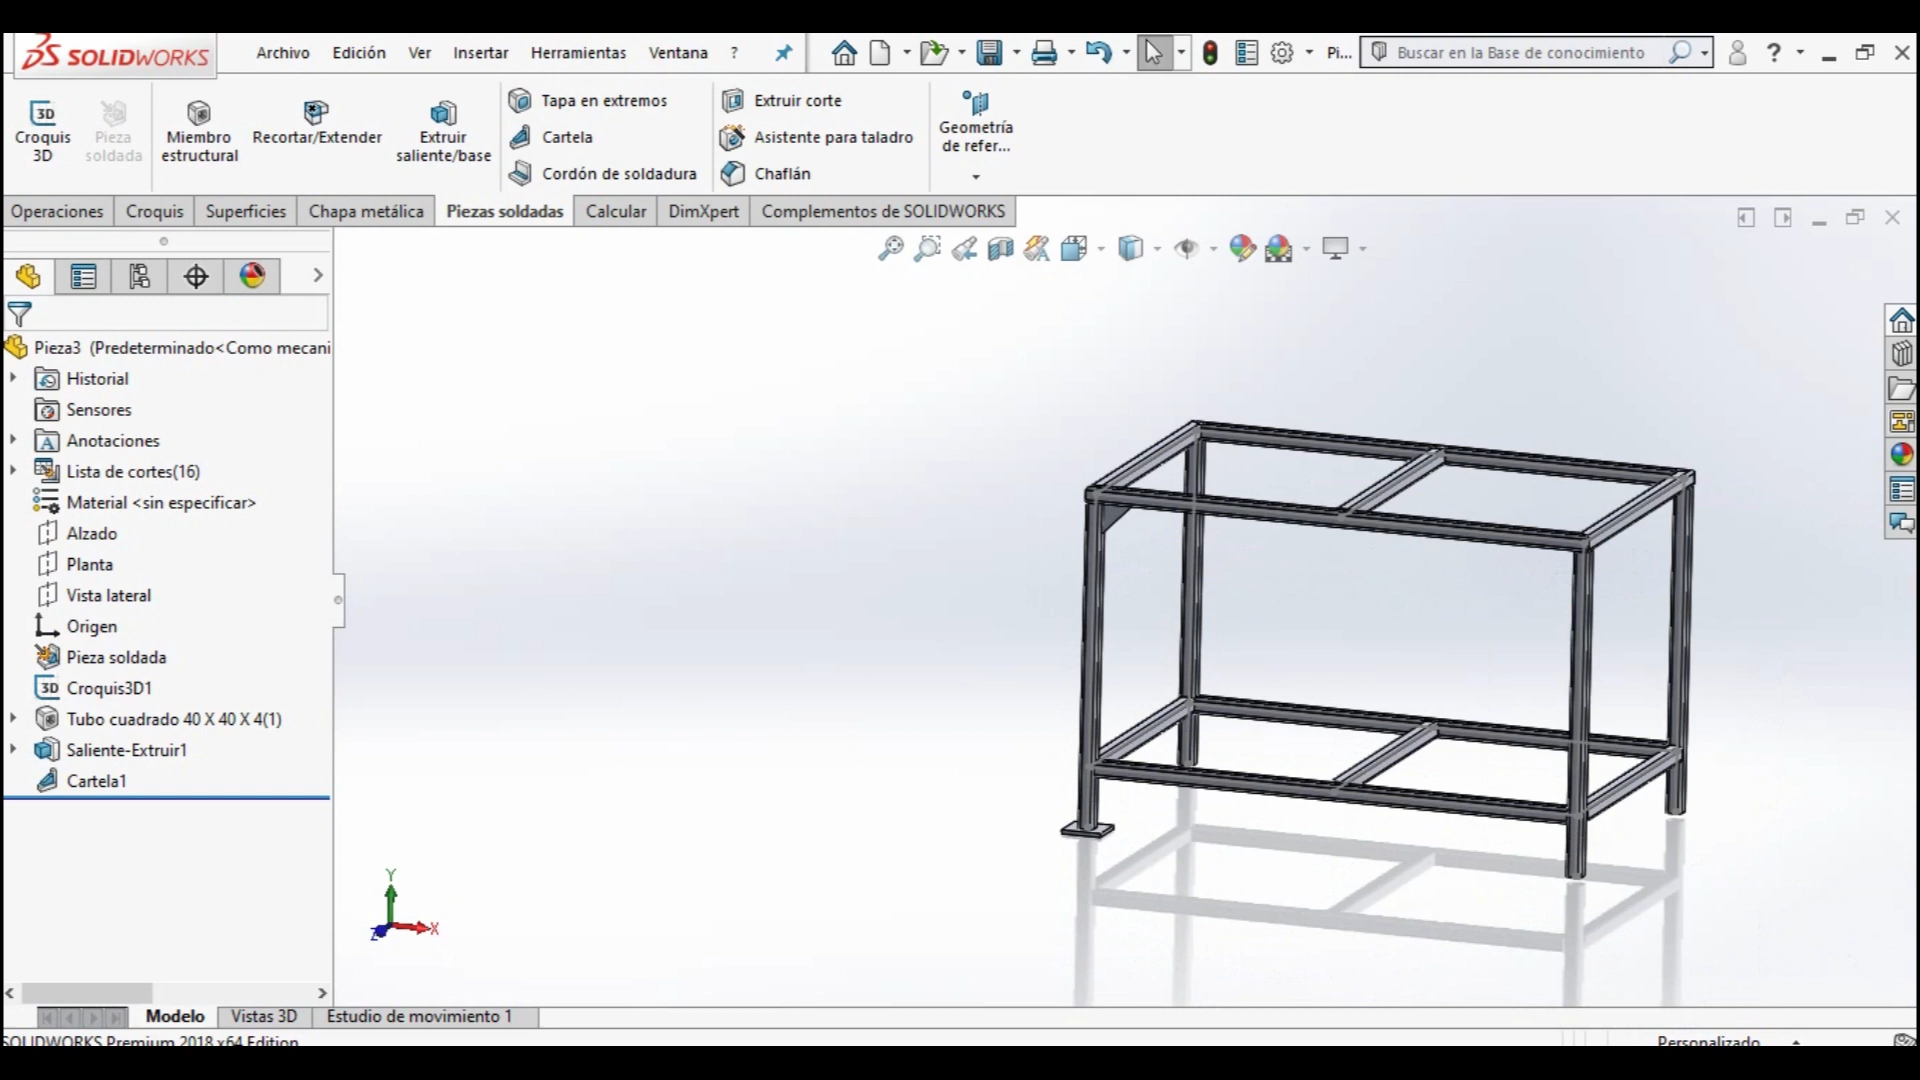 SOLIDWORKS
Archivo Edición Ver Insertar Herramientas Ventana ? Pi... Buscar en la Base de conocimiento ?
3D
Croquis 3D
Pieza soldada
Miembro estructural
Recortar/Extender
Extruir saliente/base
Tapa en extremos
Cartela
Cordón de soldadura
Extruir corte
Asistente para taladro
Chaflán
Geometría de refer...
Operaciones Croquis Superficies Chapa metálica Piezas soldadas Calcular DimXpert Complementos de SOLIDWORKS
Pieza3 (Predeterminado<Como mecani
Historial
Sensores
Anotaciones
Lista de cortes(16)
Material <sin especificar>
Alzado
Planta
Vista lateral
Origen
Pieza soldada
3D Croquis3D1
Tubo cuadrado 40 X 40 X 4(1)
Saliente-Extruir1
Cartela1
Y
X
Z
Modelo Vistas 3D Estudio de movimiento 1
SOLIDWORKS Premium 2018 x64 Edition Personalizado